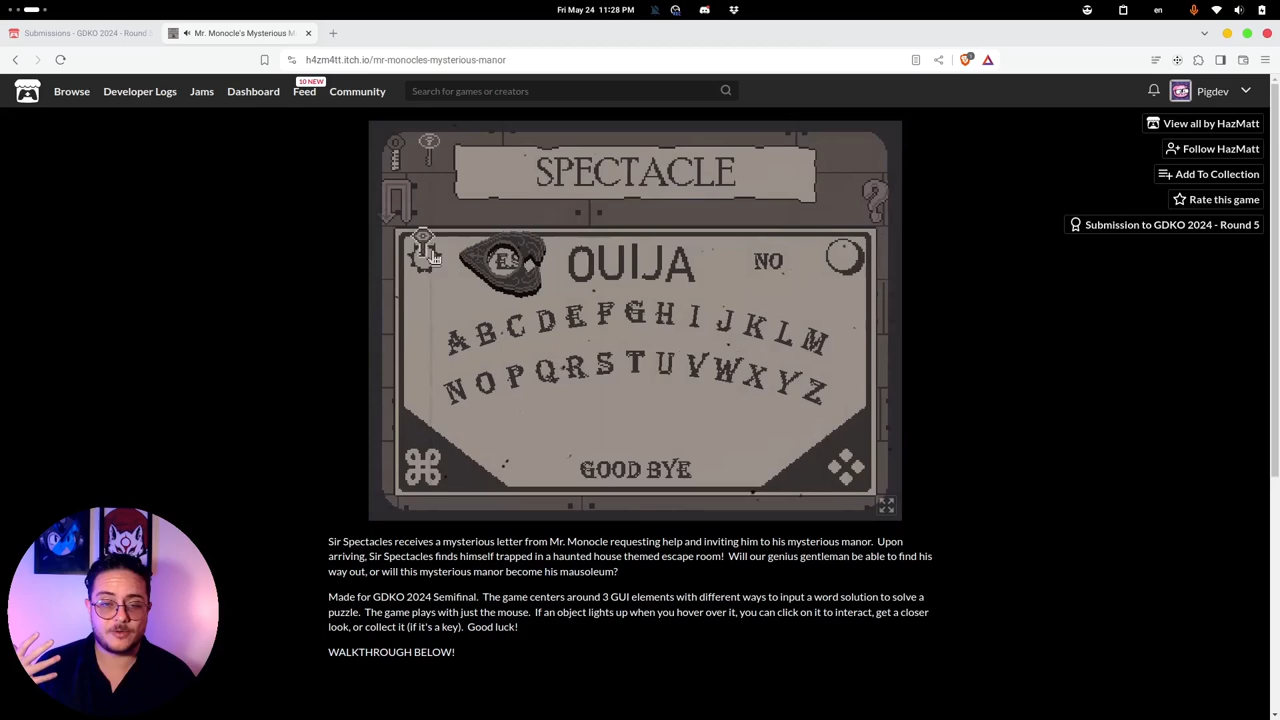 Fri May 24 11:28 PM
en
Submissions - GDKO 2024 - Round
Mr. Monocle's Mysterious M
h4zm4tt.itch.io/mr-monocles-mysterious-manor
10 NEW
Browse Developer Logs Jams Dashboard Feed Community
Search for games or creators
Pigdev
View all by HazMatt
Follow HazMatt
Add To Collection
Rate this game
Submission to GDKO 2024 - Round 5
SPECTACLE
ES OUIJA NO
A B C D E F G H I J K L M
N O P Q R S T U V W X Y Z
GOOD BYE
Sir Spectacles receives a mysterious letter from Mr. Monocle requesting help and inviting him to his mysterious manor. Upon
arriving, Sir Spectacles finds himself trapped in a haunted house themed escape room! Will our genius gentleman be able to find his
way out, or will this mysterious manor become his mausoleum?
Made for GDKO 2024 Semifinal. The game centers around 3 GUI elements with different ways to input a word solution to solve a
puzzle. The game plays with just the mouse. If an object lights up when you hover over it, you can click on it to interact, get a closer
look, or collect it (if it's a key). Good luck!
WALKTHROUGH BELOW!